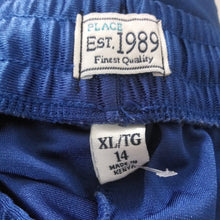 PLACE
EST. 1989
Finest Quality
XL/TG
14
MADE IN
KENYA